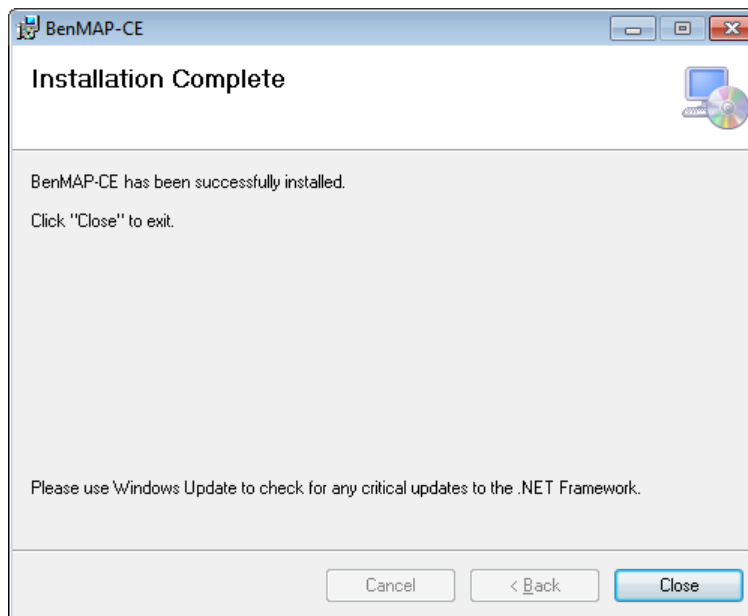 BenMAP-CE
Installation Complete
BenMAP-CE has been successfully installed.
Click "Close" to exit.
Please use Windows Update to check for any critical updates to the .NET Framework.
Cancel
< Back
Close